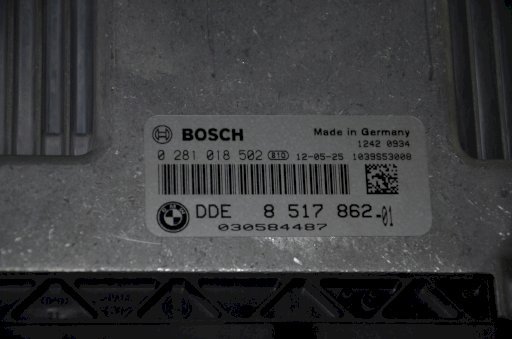 BOSCH
Made in Germany
1242 0934
0 281 018 502 B10 12-05-25 1039S53008
DDE 8 517 862-01
030584487